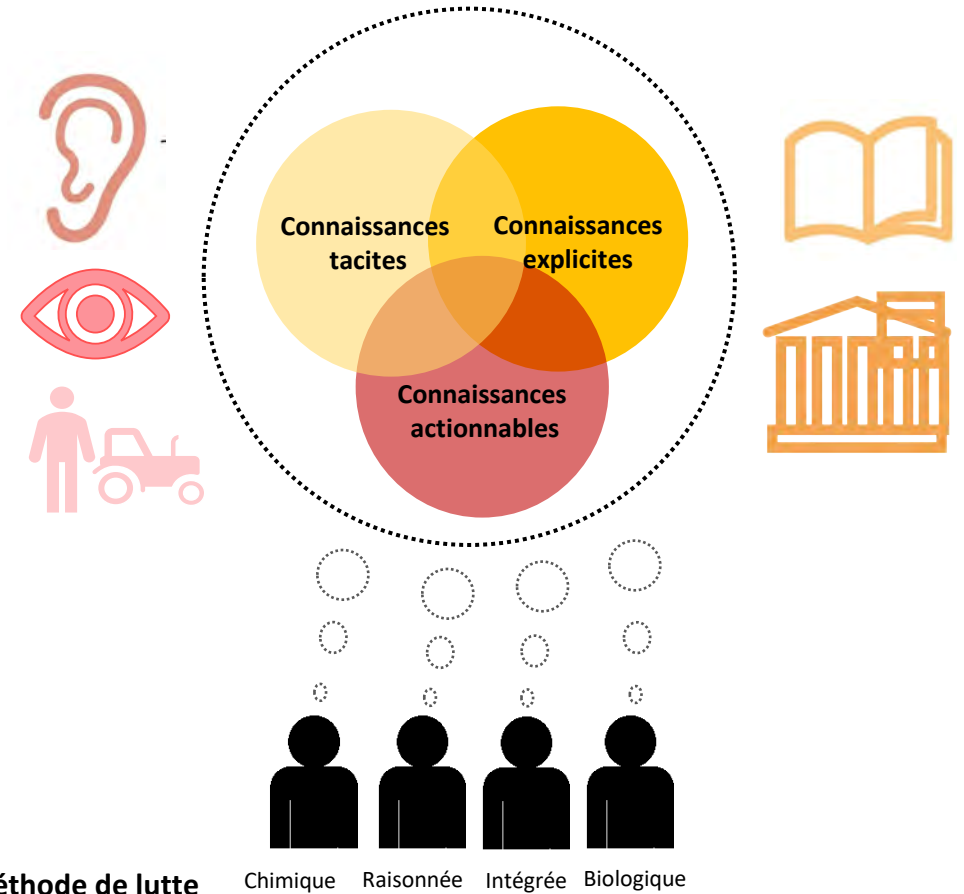 Connaissances
tacites
Connaissances
explicites
Connaissances
actionnables
éthode de lutte
Chimique
Raisonnée
Intégrée
Biologique